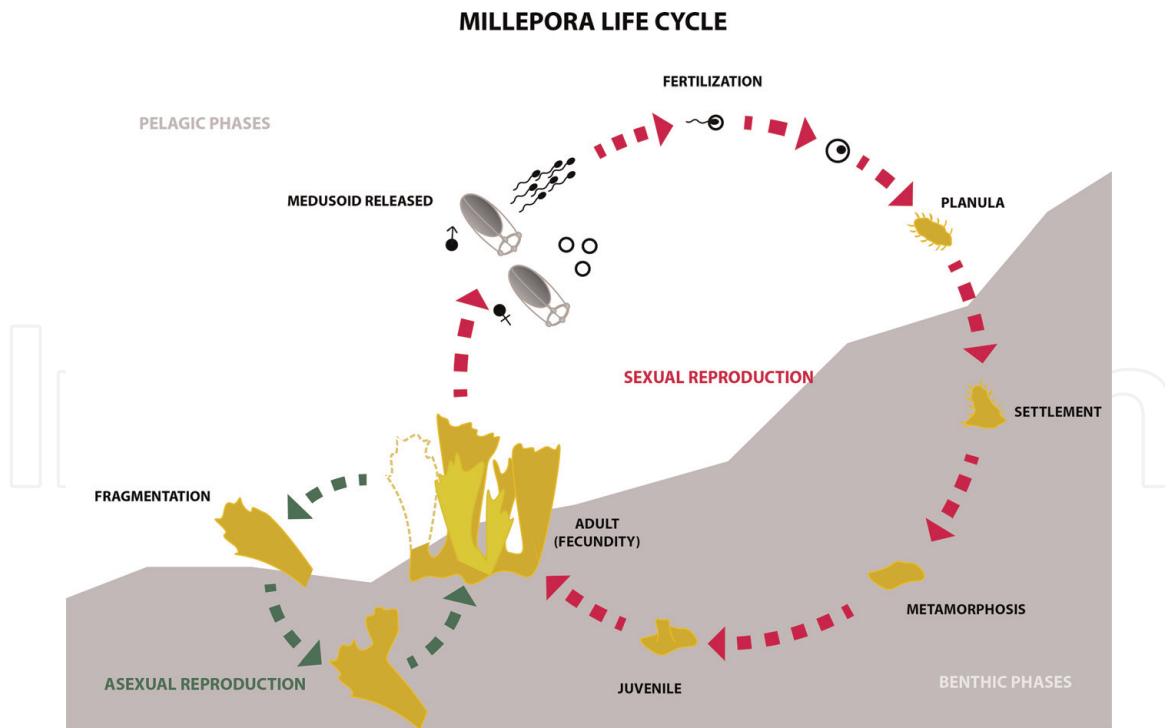 MILLEPORA LIFE CYCLE
FERTILIZATION
PELAGIC PHASES
MEDUSOID RELEASED
PLANULA
SEXUAL REPRODUCTION
SETTLEMENT
FRAGMENTATION
ADULT
(FECUNDITY)
METAMORPHOSIS
ASEXUAL REPRODUCTION
JUVENILE
BENTHIC PHASES